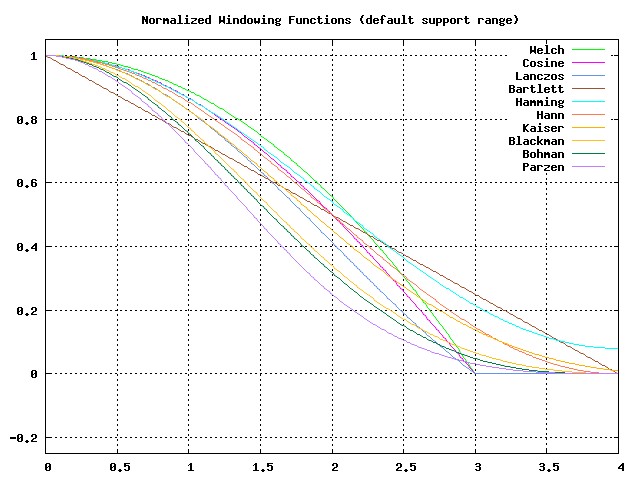 Normalized Windowing Functions (default support range)
1
0.8
0.6
0.4
0.2
0
-0.2
Welch
Cosine
Lanczos
Bartlett
Hamming
Hann
Kaiser
Blackman
Bohman
Parzen
0 0.5 1 1.5 2 2.5 3 3.5 4